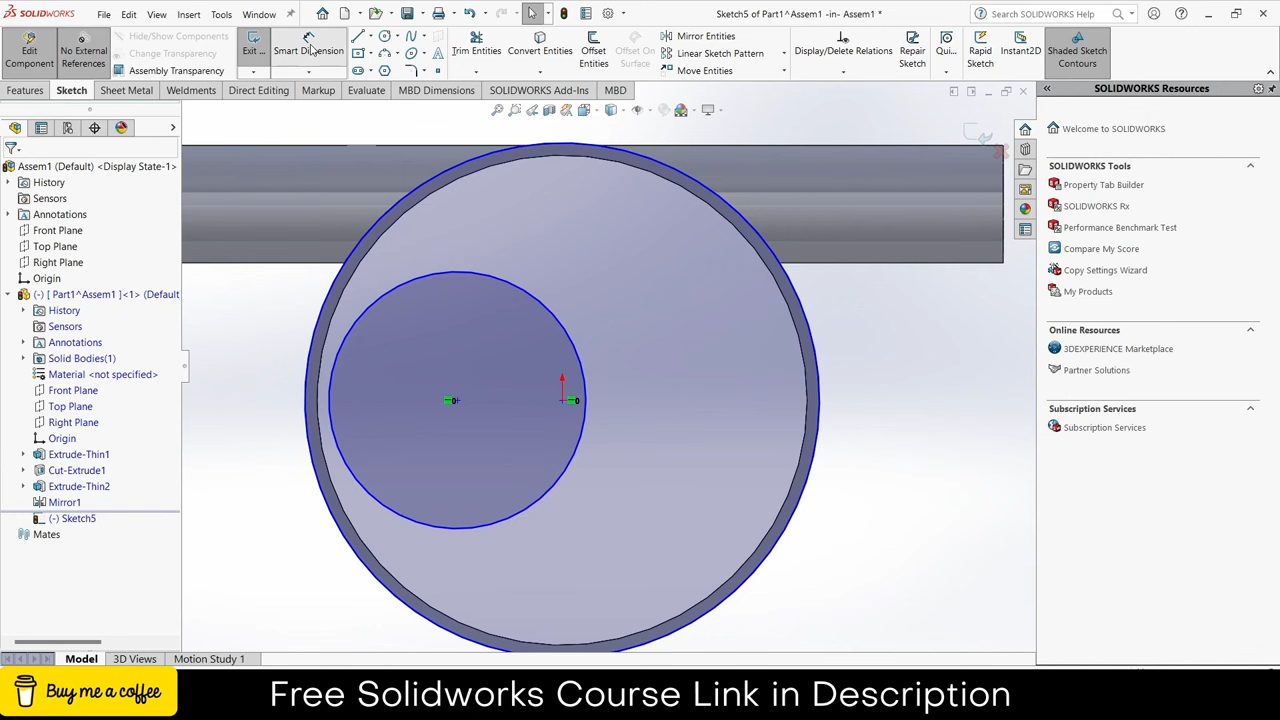 SOLIDWORKS File Edit View Insert Tools Window Sketch5 of Part1^Assem1 -in- Assem1 * Search SOLIDWORKS Help
Edit Component
No External References
Hide/Show Components
Change Transparency
Assembly Transparency
Exit ...
Smart Dimension
Trim Entities
Convert Entities
Offset Entities
Offset On Surface
Mirror Entities
Linear Sketch Pattern
Move Entities
Display/Delete Relations
Repair Sketch
Qui...
Rapid Sketch
Instant2D
Shaded Sketch Contours
Features Sketch Sheet Metal Weldments Direct Editing Markup Evaluate MBD Dimensions SOLIDWORKS Add-Ins MBD
SOLIDWORKS Resources
Welcome to SOLIDWORKS
SOLIDWORKS Tools
Property Tab Builder
SOLIDWORKS Rx
Performance Benchmark Test
Compare My Score
Copy Settings Wizard
My Products
Online Resources
3DEXPERIENCE Marketplace
Partner Solutions
Subscription Services
Subscription Services
Assem1 (Default) <Display State-1>
History
Sensors
Annotations
Front Plane
Top Plane
Right Plane
Origin
(-) [ Part1^Assem1 ]<1> (Default
History
Sensors
Annotations
Solid Bodies(1)
Material <not specified>
Front Plane
Top Plane
Right Plane
Origin
Extrude-Thin1
Cut-Extrude1
Extrude-Thin2
Mirror1
(-) Sketch5
Mates
0
0
Model 3D Views Motion Study 1
Buy me a coffee
Free Solidworks Course Link in Description